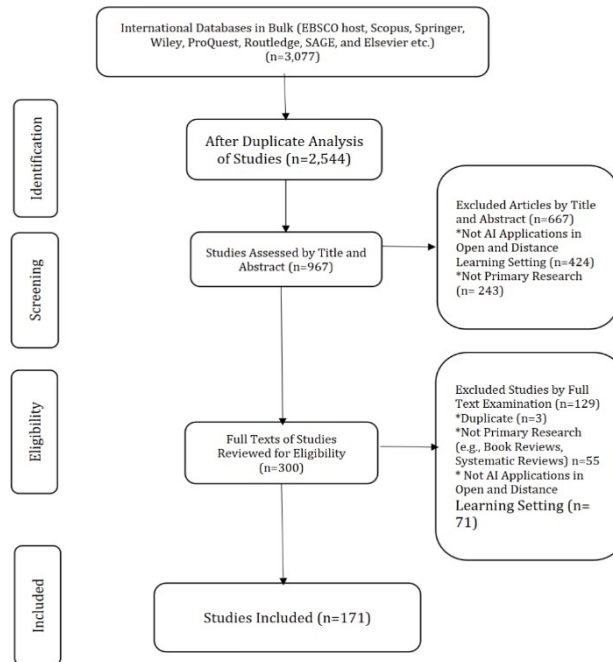 International Databases in Bulk (EBSCO host, Scopus, Springer,
Wiley, ProQuest, Routledge, SAGE, and Elsevier etc.)
(n=3,077)
Identification
After Duplicate Analysis
of Studies (n=2,544)
Screening
Studies Assessed by Title and
Abstract (n=967)
Excluded Articles by Title
and Abstract (n=667)
*Not AI Applications in
Open and Distance
Learning Setting (n=424)
*Not Primary Research
(n= 243)
Eligibility
Full Texts of Studies
Reviewed for Eligibility
(n=300)
Excluded Studies by Full
Text Examination (n=129)
*Duplicate (n=3)
*Not Primary Research
(e.g., Book Reviews,
Systematic Reviews) n=55
* Not AI Applications in
Open and Distance
Learning Setting (n=
71)
Included
Studies Included (n=171)